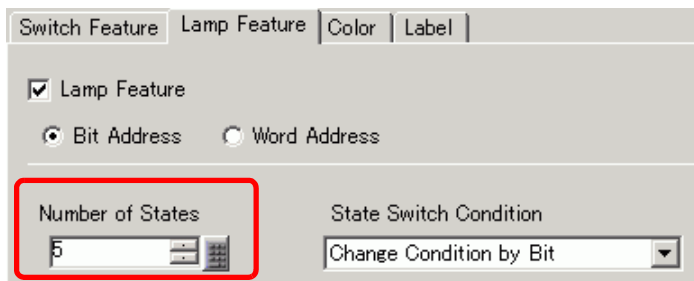 Switch Feature Lamp Feature Color Label
Lamp Feature
Bit Address Word Address
Number of States State Switch Condition
5 Change Condition by Bit